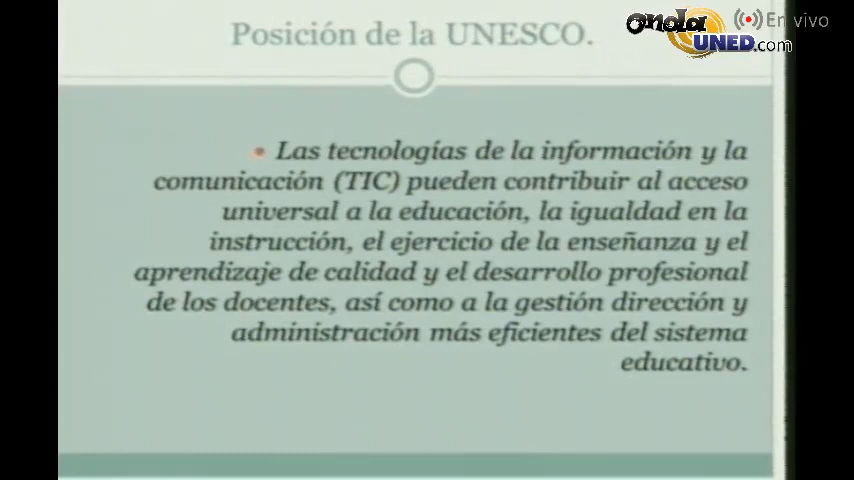 Posición de la UNESCO.
onda UNED.com
En vivo
• Las tecnologías de la información y la
comunicación (TIC) pueden contribuir al acceso
universal a la educación, la igualdad en la
instrucción, el ejercicio de la enseñanza y el
aprendizaje de calidad y el desarrollo profesional
de los docentes, así como a la gestión dirección y
administración más eficientes del sistema
educativo.